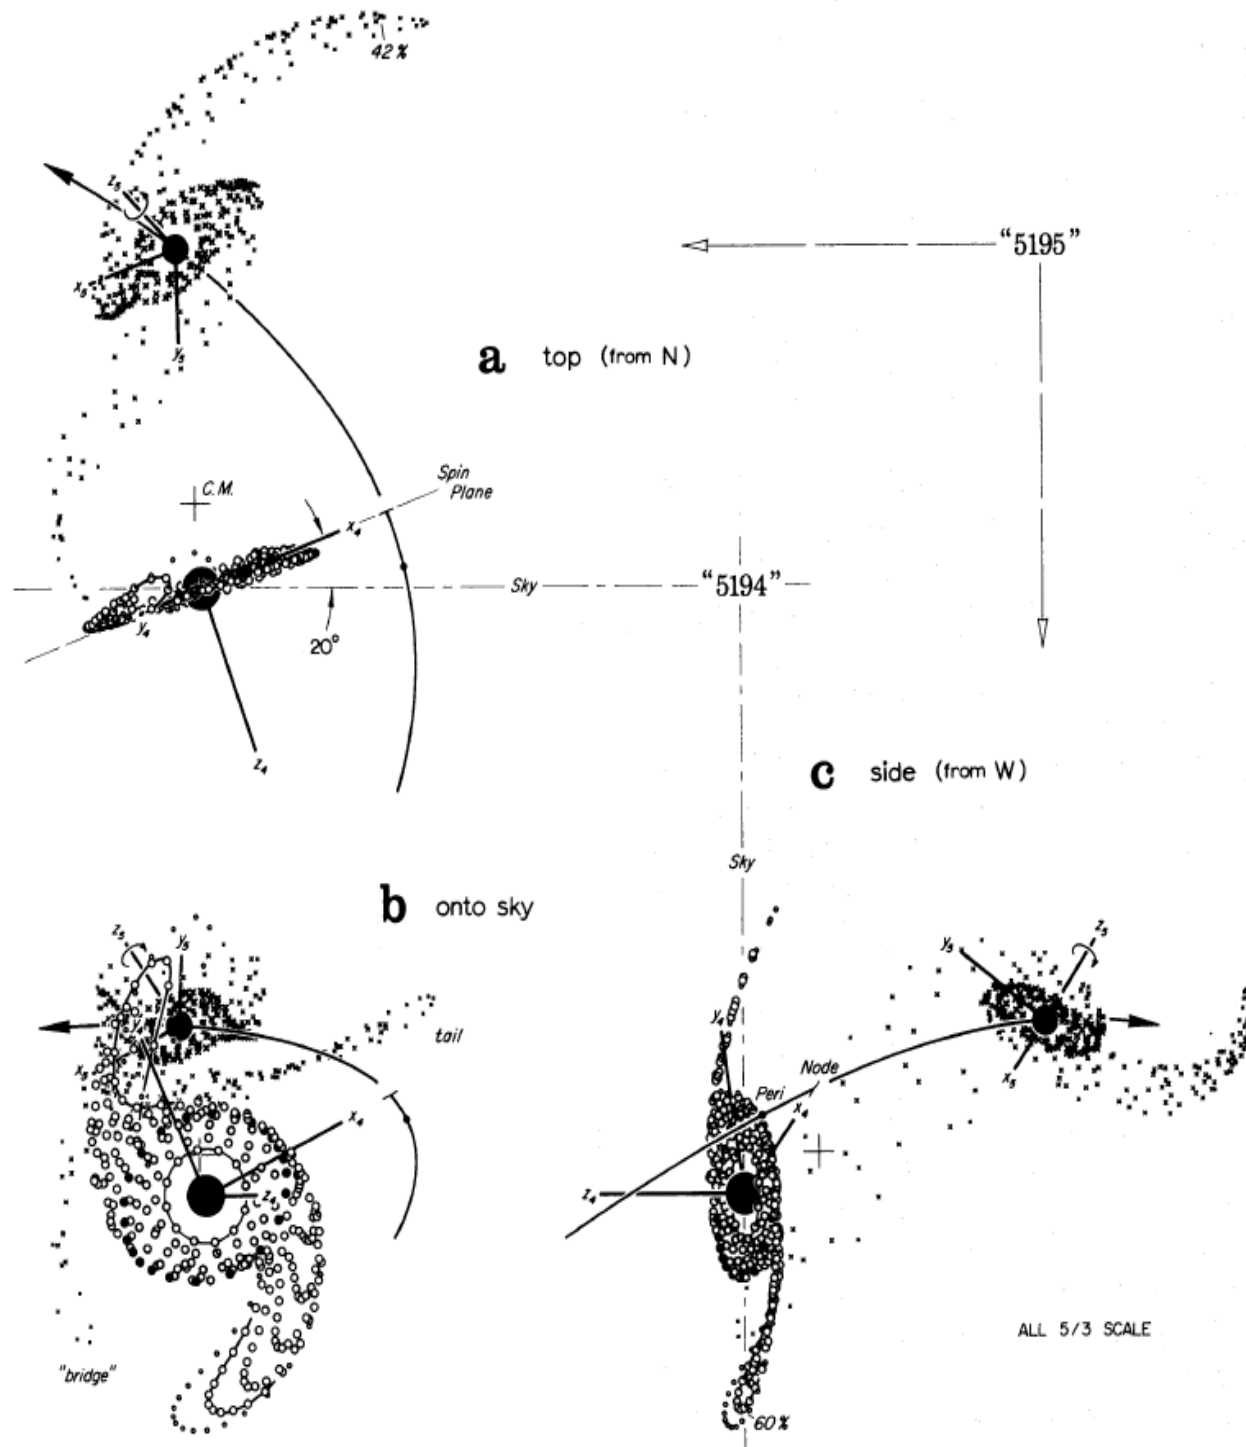 42%
z₅
"5195"
x₅
y₅
a top (from N)
Spin
Plane
C.M.
x₄
Sky
"5194"
y₄
20°
z₄
c side (from W)
Sky
b onto sky
z₅
y₅
y₅
z₅
tail
y₄
y₄
Node
Peri
x₅
x₅
x₄
x₄
z₄
z₄
ALL 5/3 SCALE
"bridge"
60%